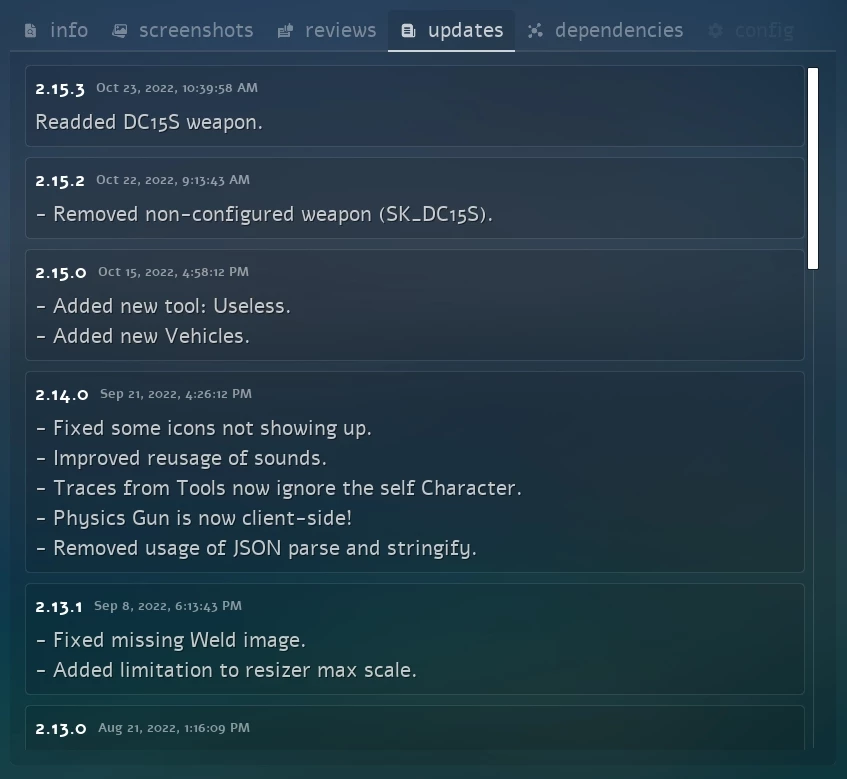 info screenshots reviews updates dependencies config
2.15.3 Oct 23, 2022, 10:39:58 AM
Readded DC15S weapon.
2.15.2 Oct 22, 2022, 9:13:43 AM
- Removed non-configured weapon (SK_DC15S).
2.15.0 Oct 15, 2022, 4:58:12 PM
- Added new tool: Useless.
- Added new Vehicles.
2.14.0 Sep 21, 2022, 4:26:12 PM
- Fixed some icons not showing up.
- Improved reusage of sounds.
- Traces from Tools now ignore the self Character.
- Physics Gun is now client-side!
- Removed usage of JSON parse and stringify.
2.13.1 Sep 8, 2022, 6:13:43 PM
- Fixed missing Weld image.
- Added limitation to resizer max scale.
2.13.0 Aug 21, 2022, 1:16:09 PM